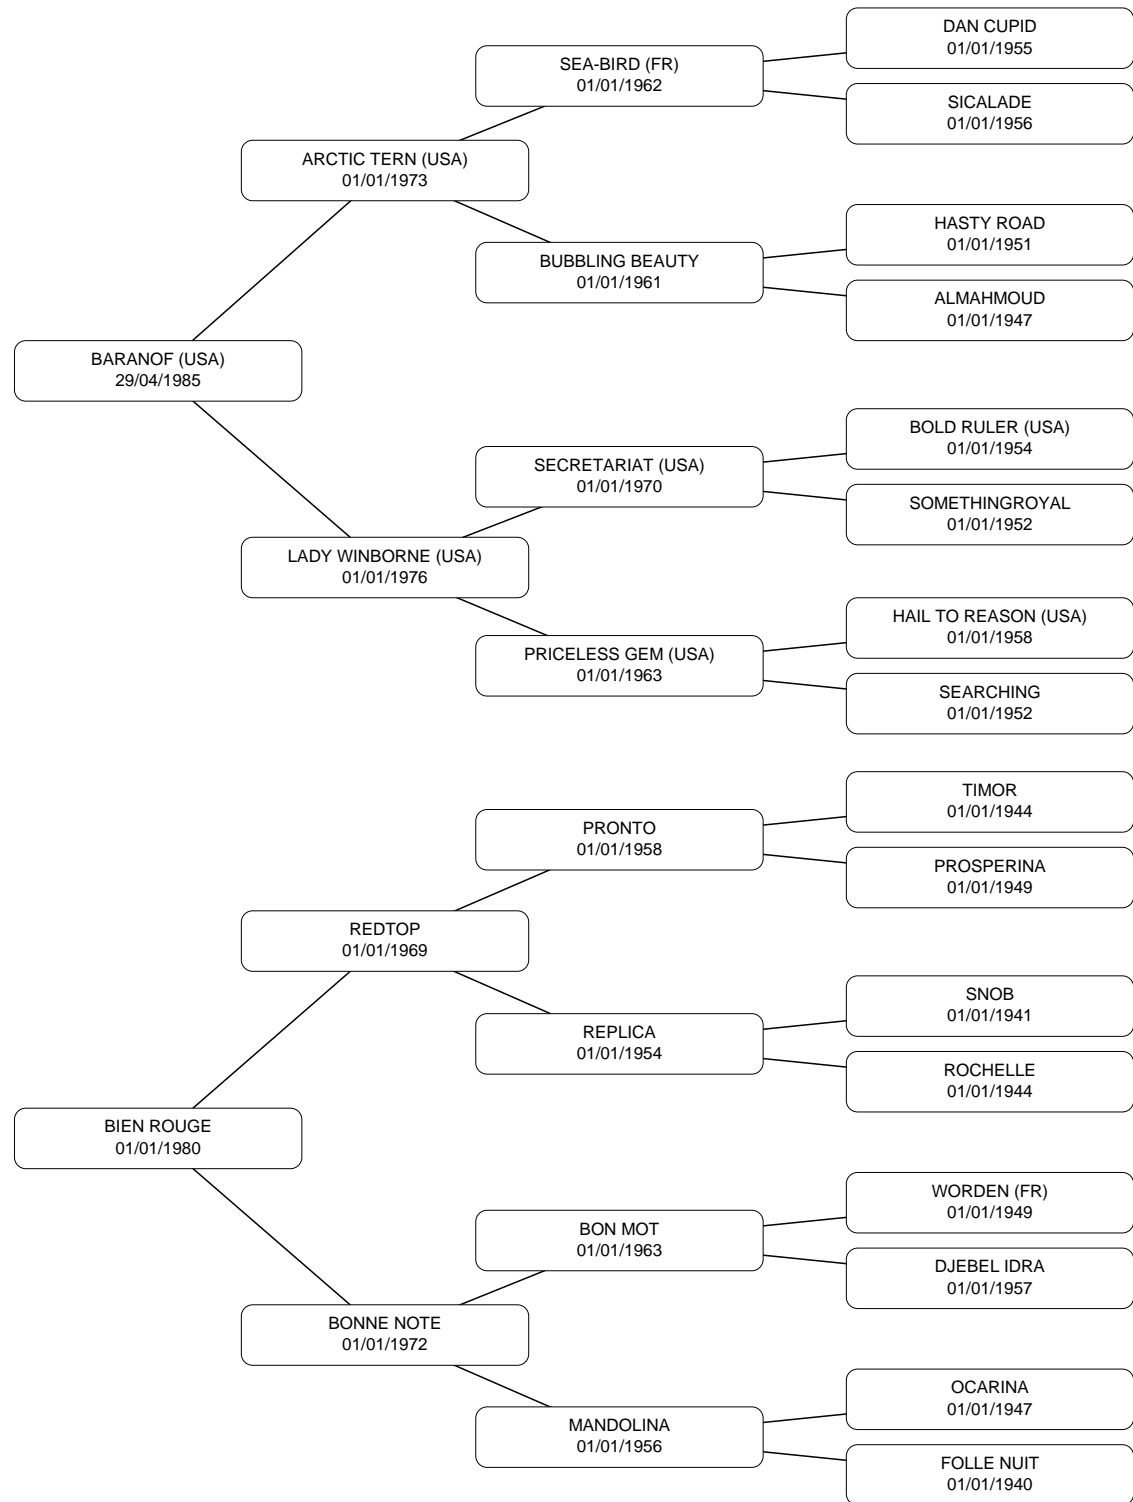 DAN CUPID
01/01/1955
SEA-BIRD (FR)
01/01/1962
SICALADE
01/01/1956
ARCTIC TERN (USA)
01/01/1973
HASTY ROAD
01/01/1951
BUBBLING BEAUTY
01/01/1961
ALMAHMOUD
01/01/1947
BARANOF (USA)
29/04/1985
BOLD RULER (USA)
01/01/1954
SECRETARIAT (USA)
01/01/1970
SOMETHINGROYAL
01/01/1952
LADY WINBORNE (USA)
01/01/1976
HAIL TO REASON (USA)
01/01/1958
PRICELESS GEM (USA)
01/01/1963
SEARCHING
01/01/1952
TIMOR
01/01/1944
PRONTO
01/01/1958
PROSPERINA
01/01/1949
REDTOP
01/01/1969
SNOB
01/01/1941
REPLICA
01/01/1954
ROCHELLE
01/01/1944
BIEN ROUGE
01/01/1980
WORDEN (FR)
01/01/1949
BON MOT
01/01/1963
DJEBEL IDRA
01/01/1957
BONNE NOTE
01/01/1972
OCARINA
01/01/1947
MANDOLINA
01/01/1956
FOLLE NUIT
01/01/1940